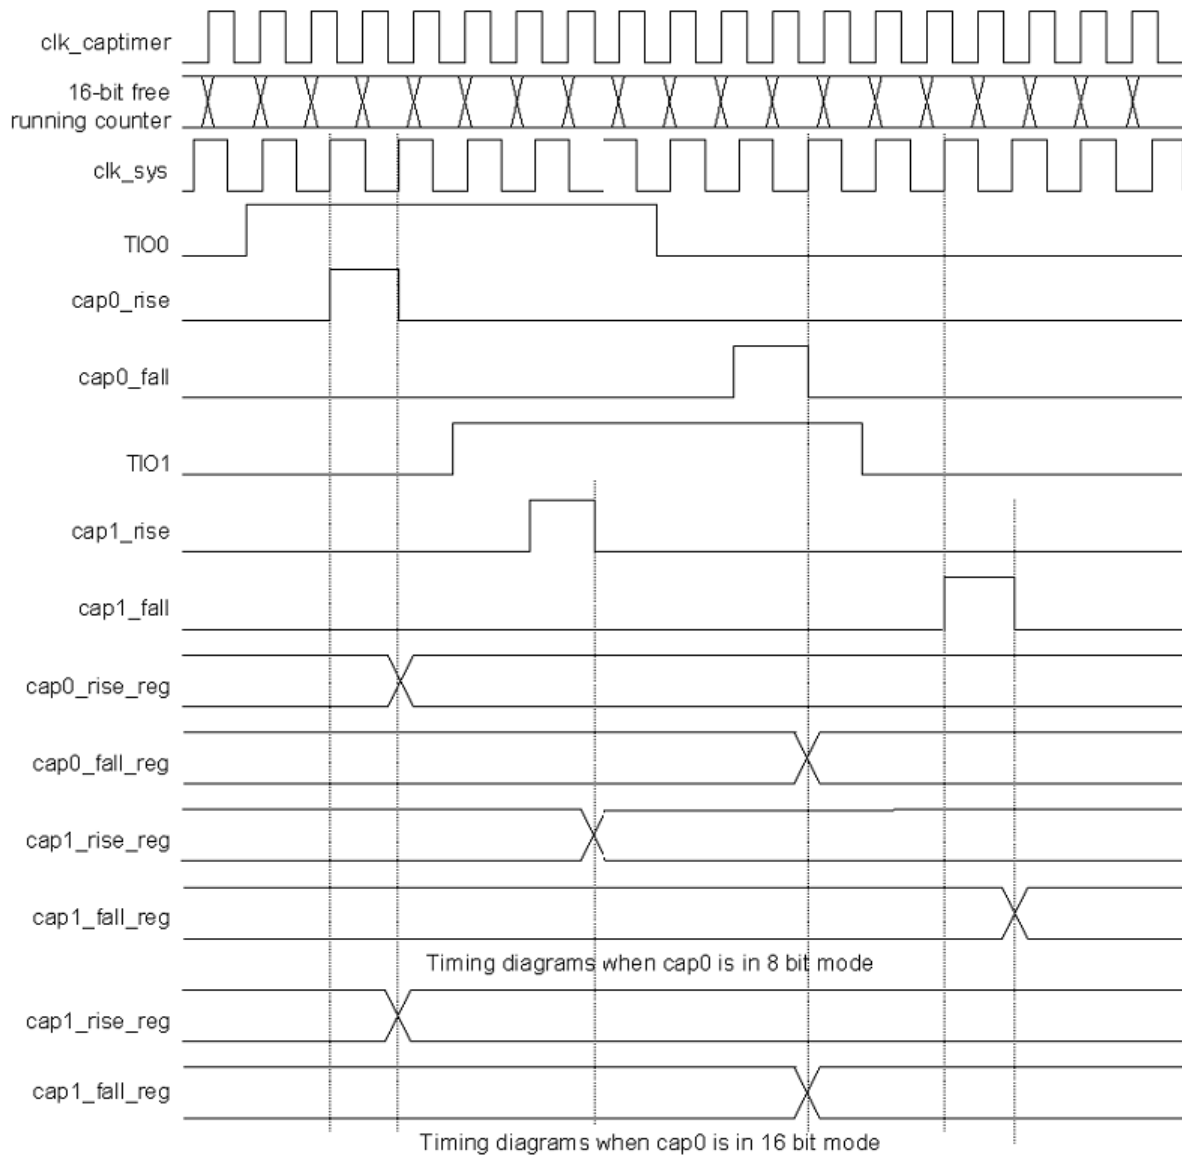 clk_captimer
16-bit free
running counter
clk_sys
TIO0
cap0_rise
cap0_fall
TIO1
cap1_rise
cap1_fall
cap0_rise_reg
cap0_fall_reg
cap1_rise_reg
cap1_fall_reg
Timing diagrams when cap0 is in 8 bit mode
cap1_rise_reg
cap1_fall_reg
Timing diagrams when cap0 is in 16 bit mode